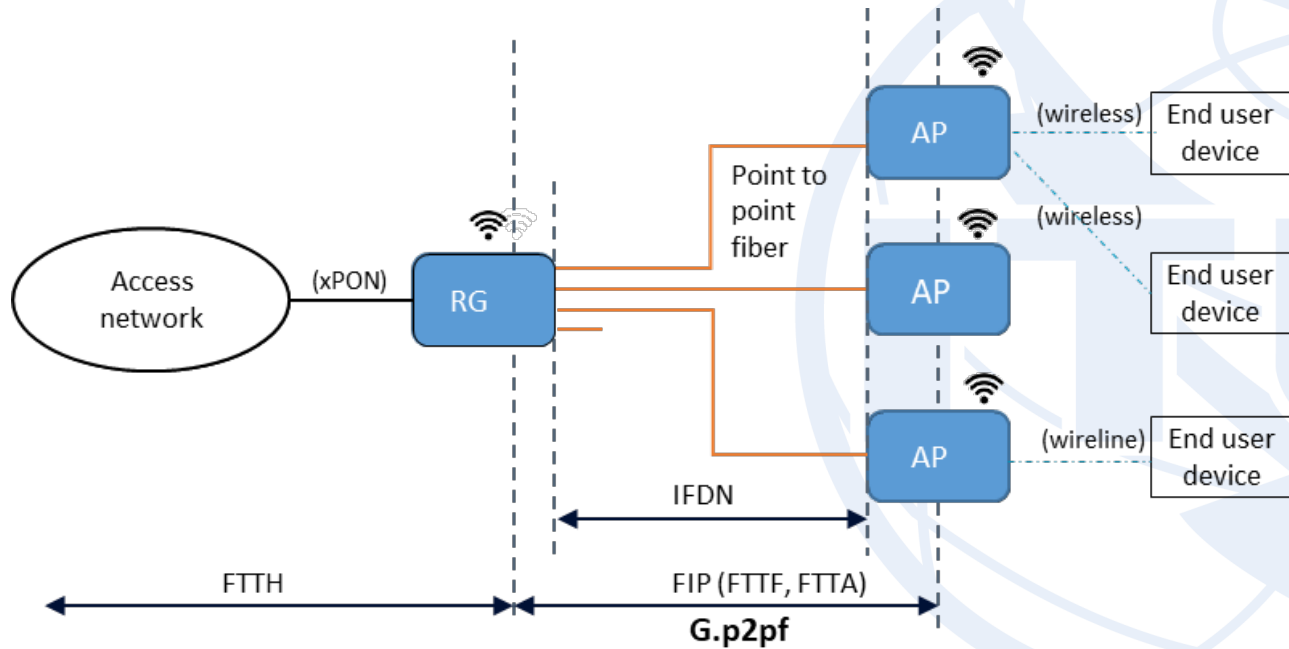 AP
(wireless)
End user
device
Point to
point
fiber
(wireless)
Access
network
(xPON)
RG
AP
End user
device
AP
(wireline)
End user
device
IFDN
FTTH
FIP (FTTF, FTTA)
G.p2pf